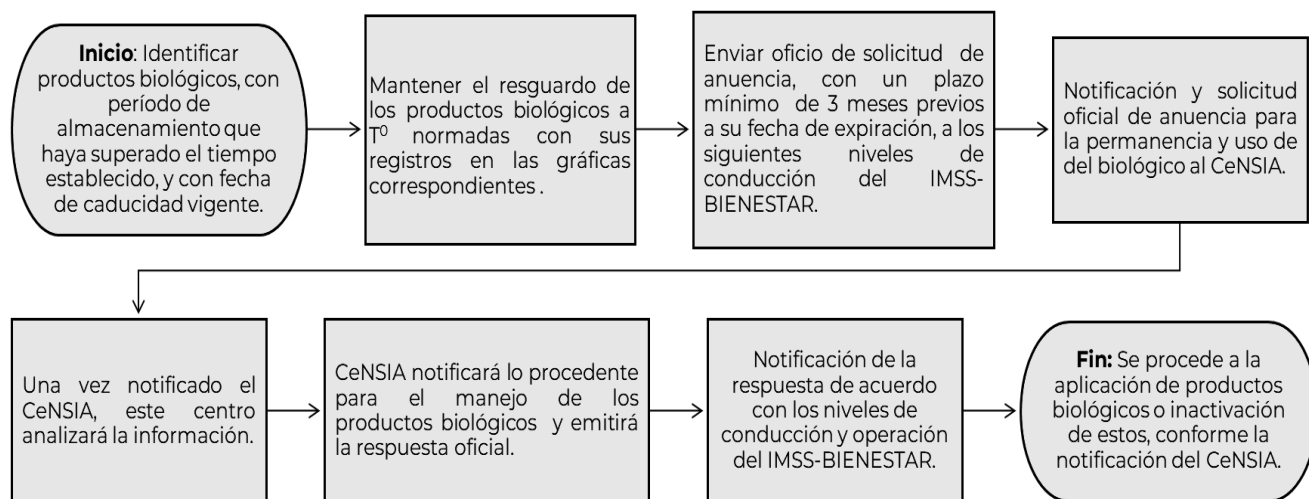 Inicio: Identificar
productos biológicos, con
período de
almacenamiento que
haya superado el tiempo
establecido, y con fecha
de caducidad vigente.
Mantener el resguardo de
los productos biológicos a
T⁰ normadas con sus
registros en las gráficas
correspondientes .
Enviar oficio de solicitud de
anuencia, con un plazo
mínimo de 3 meses previos
a su fecha de expiración, a los
siguientes niveles de
conducción del IMSS-
BIENESTAR.
Notificación y solicitud
oficial de anuencia para
la permanencia y uso de
del biológico al CeNSIA.
Una vez notificado el
CeNSIA, este centro
analizará la información.
CeNSIA notificará lo procedente
para el manejo de los
productos biológicos y emitirá
la respuesta oficial.
Notificación de la
respuesta de acuerdo
con los niveles de
conducción y operación
del IMSS-BIENESTAR.
Fin: Se procede a la
aplicación de productos
biológicos o inactivación
de estos, conforme la
notificación del CeNSIA.